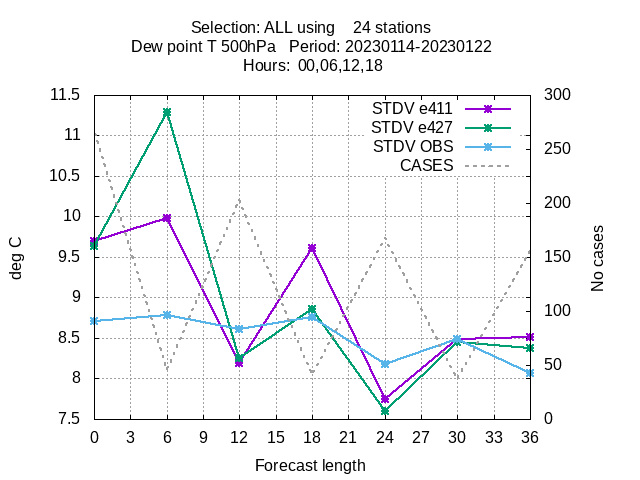 Selection: ALL using    24 stations
Dew point T 500hPa   Period: 20230114-20230122
Hours:  00,06,12,18
11.5
11
10.5
10
9.5
9
8.5
8
7.5
300
250
200
150
100
50
0
deg C
No cases
STDV e411
STDV e427
STDV OBS
CASES
0 3 6 9 12 15 18 21 24 27 30 33 36
Forecast length